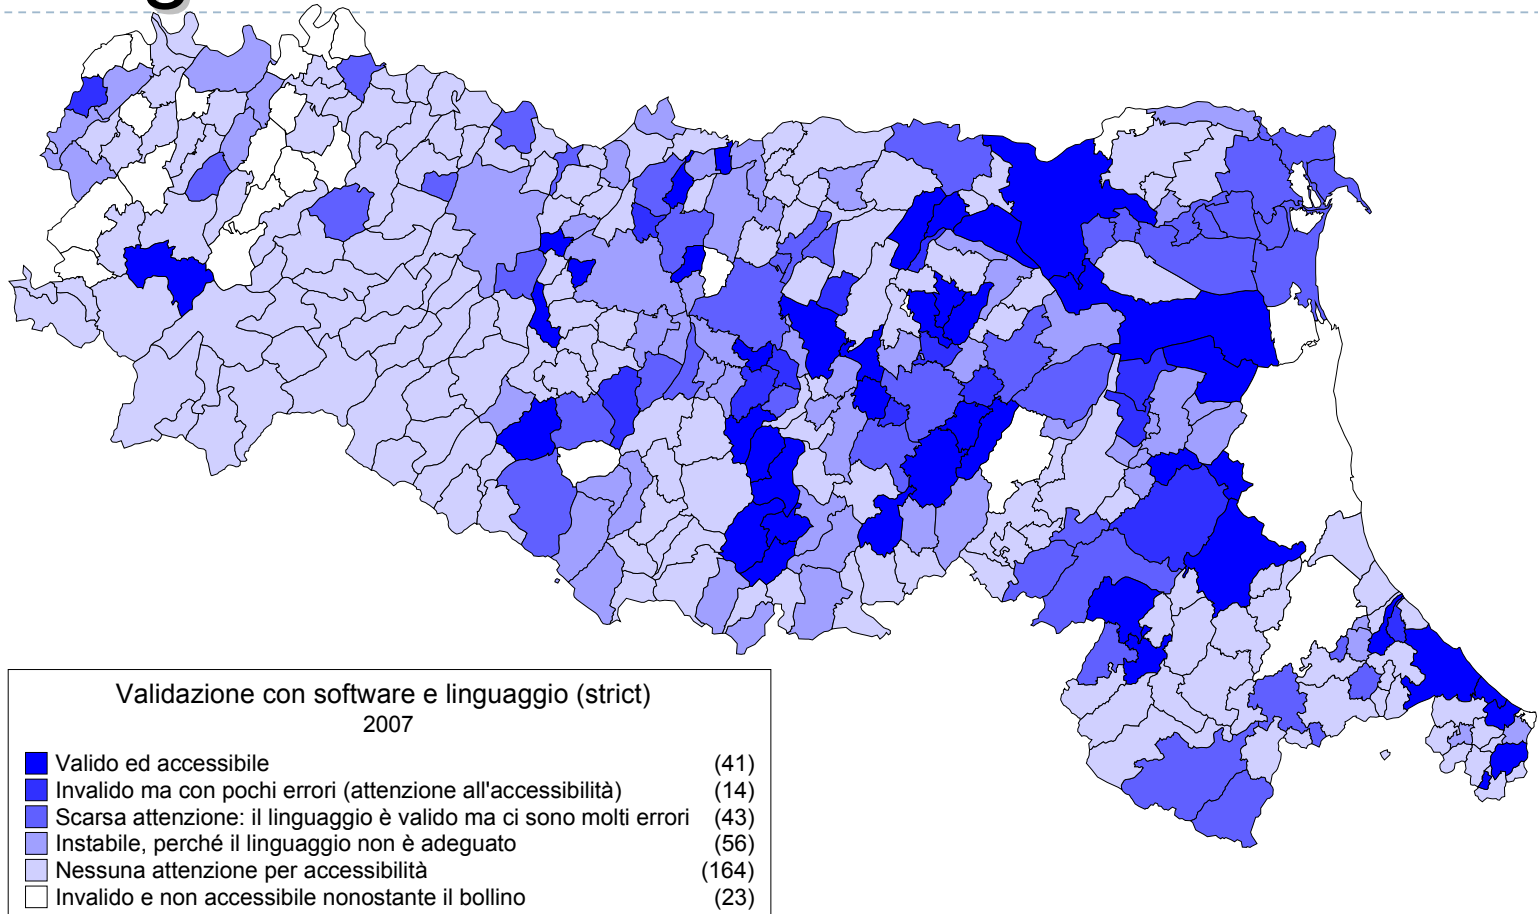 Validazione con software e linguaggio (strict)
2007
Valido ed accessibile (41)
Invalido ma con pochi errori (attenzione all'accessibilità) (14)
Scarsa attenzione: il linguaggio è valido ma ci sono molti errori (43)
Instabile, perché il linguaggio non è adeguato (56)
Nessuna attenzione per accessibilità (164)
Invalido e non accessibile nonostante il bollino (23)